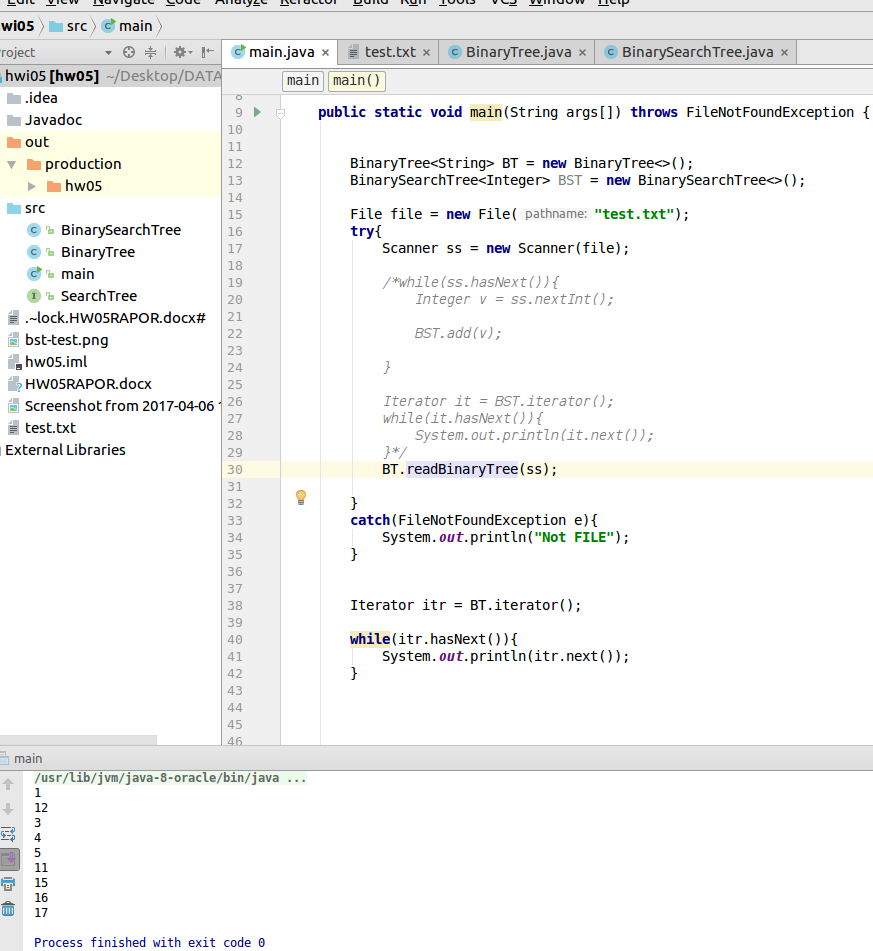 Edit View Navigate Code Analyze Refactor Build Run Tools VCS Window Help
wi05 src main
roject
main.java × test.txt × BinaryTree.java × BinarySearchTree.java ×
hwi05 [hw05] ~/Desktop/DATA
.idea
Javadoc
out
production
hw05
src
BinarySearchTree
BinaryTree
main
SearchTree
.~lock.HW05RAPOR.docx#
bst-test.png
hw05.iml
HW05RAPOR.docx
Screenshot from 2017-04-06 1
test.txt
External Libraries
main main()
8
9 public static void main(String args[]) throws FileNotFoundException {
10
11
12 BinaryTree<String> BT = new BinaryTree<>();
13 BinarySearchTree<Integer> BST = new BinarySearchTree<>();
14
15 File file = new File( pathname: "test.txt");
16 try{
17 Scanner ss = new Scanner(file);
18
19 /*while(ss.hasNext()){
20 Integer v = ss.nextInt();
21
22 BST.add(v);
23
24 }
25
26 Iterator it = BST.iterator();
27 while(it.hasNext()){
28 System.out.println(it.next());
29 }*/
30 BT.readBinaryTree(ss);
31
32 }
33 catch(FileNotFoundException e){
34 System.out.println("Not FILE");
35 }
36
37
38 Iterator itr = BT.iterator();
39
40 while(itr.hasNext()){
41 System.out.println(itr.next());
42 }
43
44
45
46
main
/usr/lib/jvm/java-8-oracle/bin/java ...
1
12
3
4
5
11
15
16
17
Process finished with exit code 0